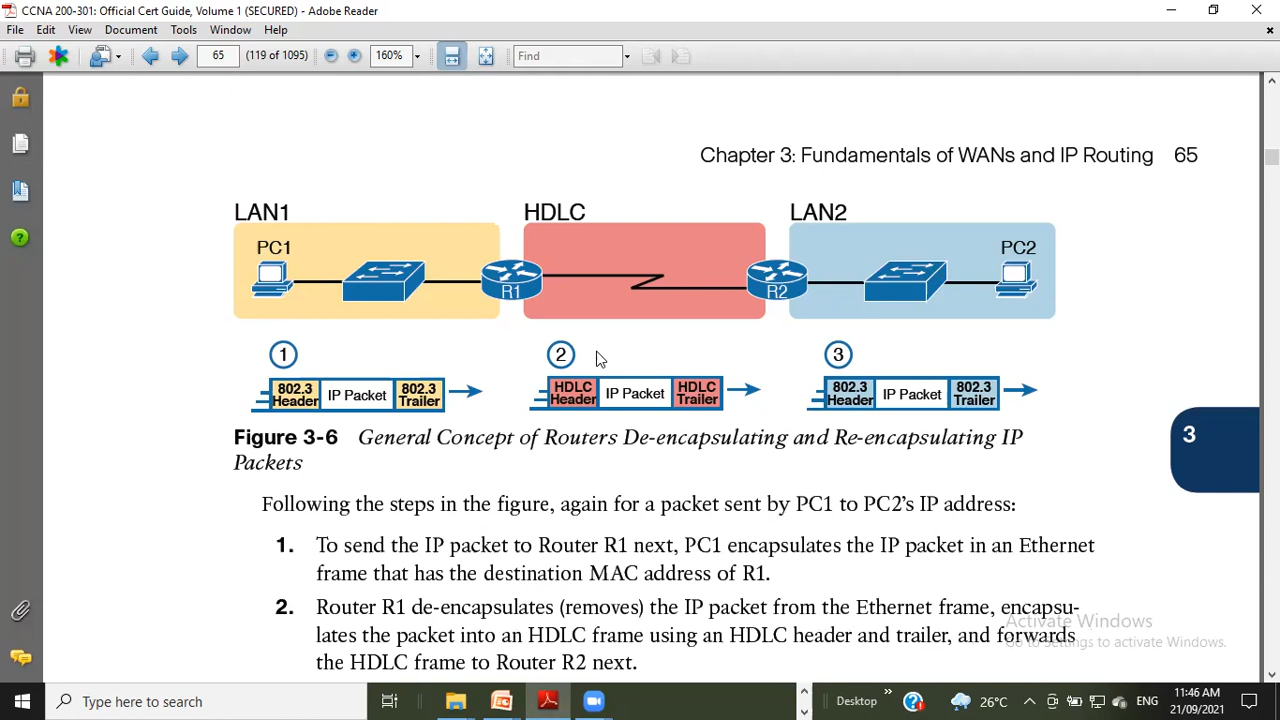 CCNA 200-301: Official Cert Guide, Volume 1 (SECURED) - Adobe Reader
File Edit View Document Tools Window Help
65 (119 of 1095) 160% Find
Chapter 3: Fundamentals of WANs and IP Routing 65
LAN1 HDLC LAN2
PC1 PC2
R1 R2
1 2 3
802.3 Header IP Packet 802.3 Trailer HDLC Header IP Packet HDLC Trailer 802.3 Header IP Packet 802.3 Trailer
Figure 3-6 General Concept of Routers De-encapsulating and Re-encapsulating IP
Packets
3
Following the steps in the figure, again for a packet sent by PC1 to PC2's IP address:
1. To send the IP packet to Router R1 next, PC1 encapsulates the IP packet in an Ethernet
frame that has the destination MAC address of R1.
2. Router R1 de-encapsulates (removes) the IP packet from the Ethernet frame, encapsu-
lates the packet into an HDLC frame using an HDLC header and trailer, and forwards
the HDLC frame to Router R2 next.
Activate Windows
Go to Settings to activate Windows.
Type here to search
Desktop
26°C
ENG
11:46 AM
21/09/2021